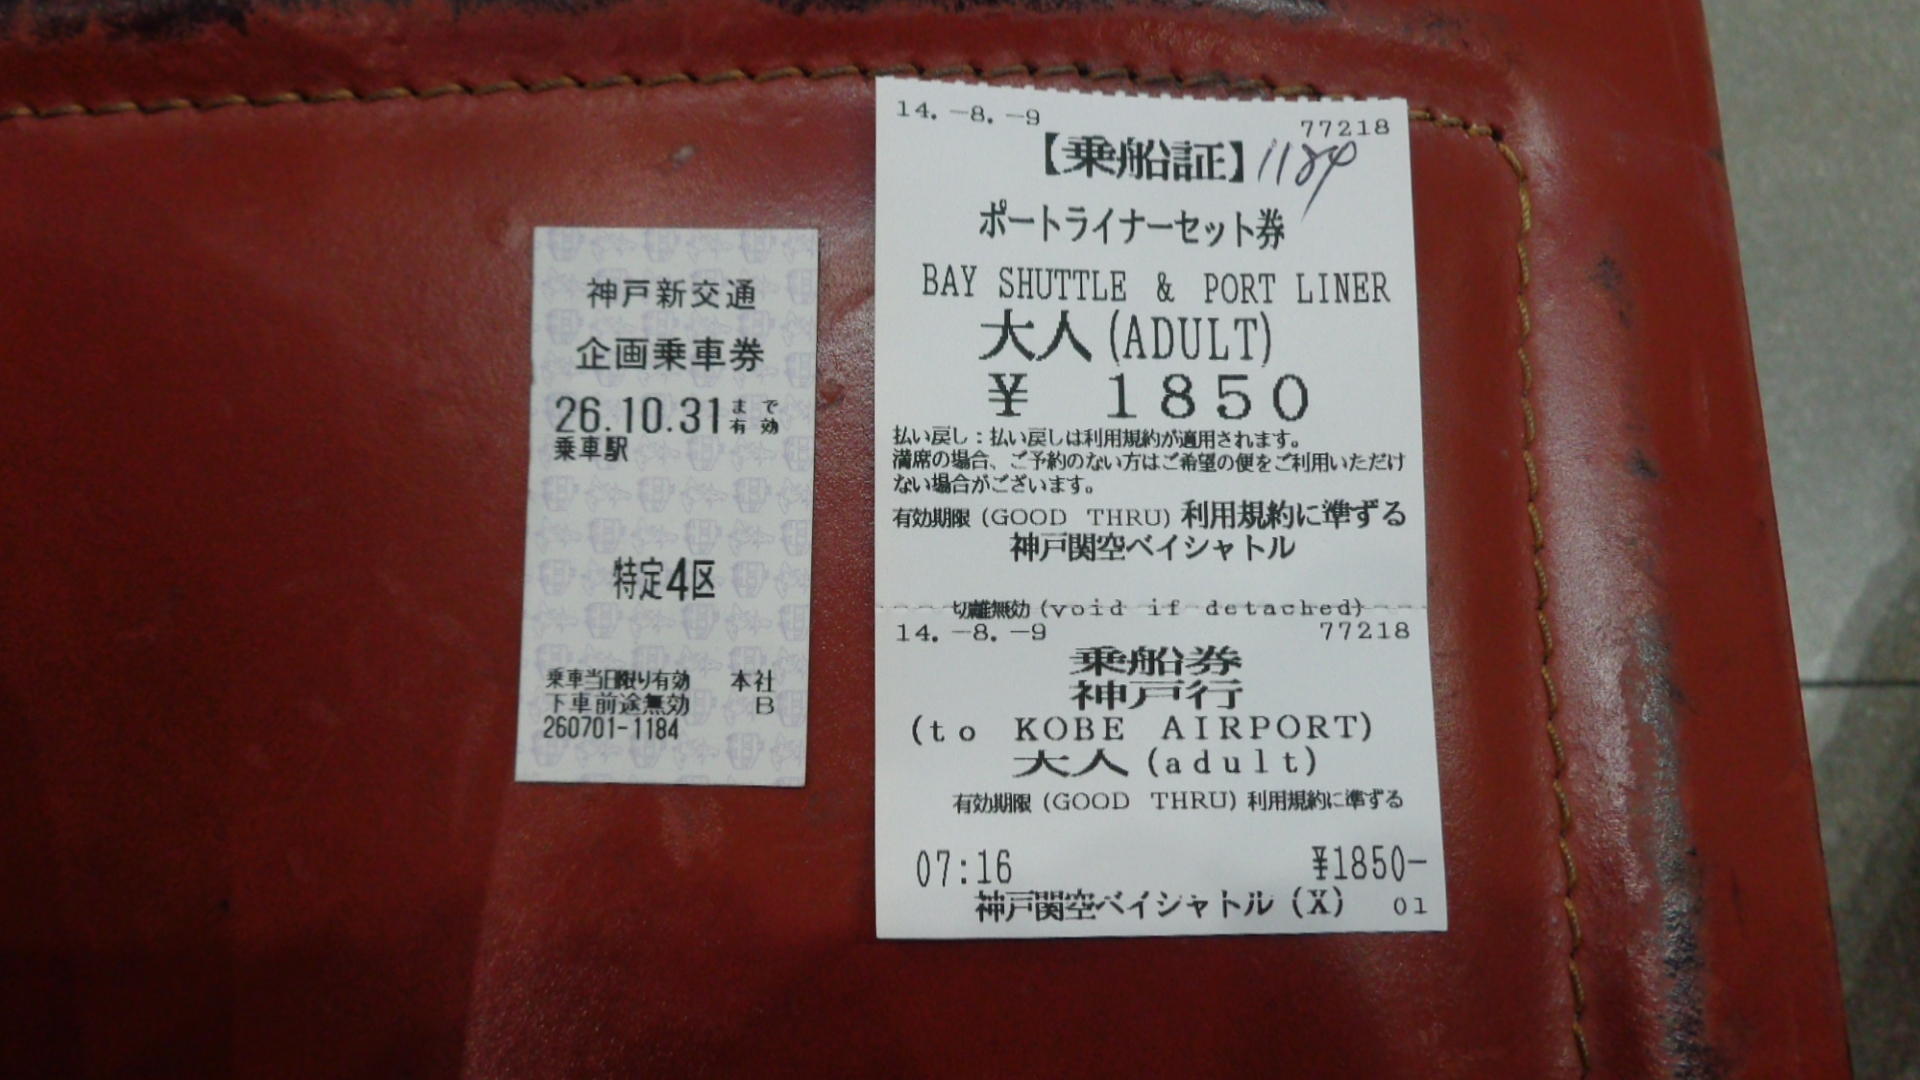 神戸新交通
企画乗車券
26.10.31まで有効
乗車駅
特定4区
乗車当日限り有効 本社
下車前途無効 B
260701-1184
14.-8.-9
77218
【乗船証】1184
ポートライナーセット券
BAY SHUTTLE & PORT LINER
大人(ADULT)
¥ 1850
払い戻し:払い戻しは利用規約が適用されます。
満席の場合、ご予約のない方はご希望の便をご利用いただけ
ない場合がございます。
有効期限(GOOD THRU)利用規約に準ずる
神戸関空ベイシャトル
切離無効(void if detached)
14.-8.-9 77218
乗船券
神戸行
(to KOBE AIRPORT)
大人(adult)
有効期限(GOOD THRU)利用規約に準ずる
07:16 ¥1850-
神戸関空ベイシャトル(X) 01